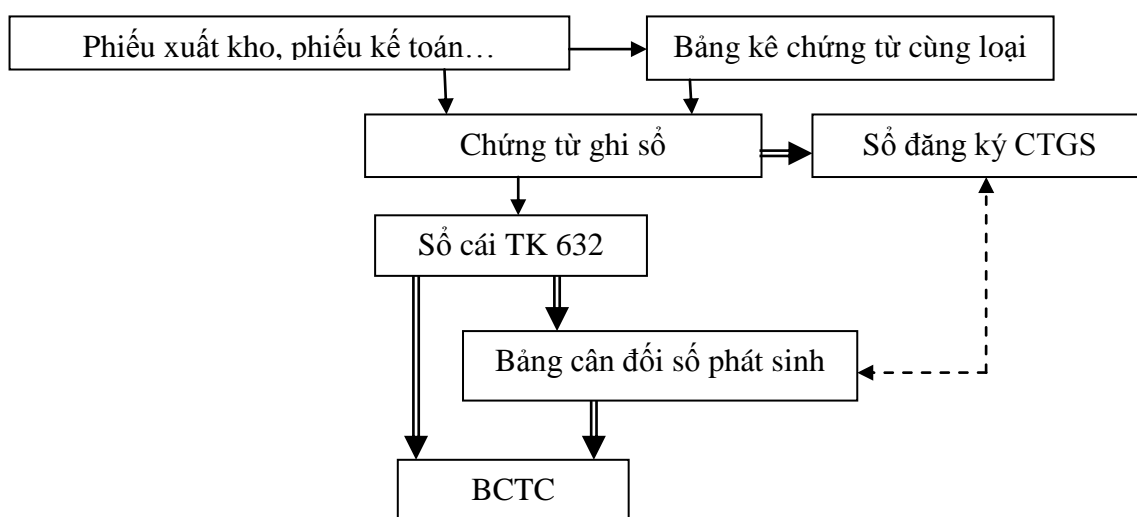 Phiếu xuất kho, phiếu kế toán…
Bảng kê chứng từ cùng loại
Chứng từ ghi sổ
Sổ đăng ký CTGS
Sổ cái TK 632
Bảng cân đối số phát sinh
BCTC